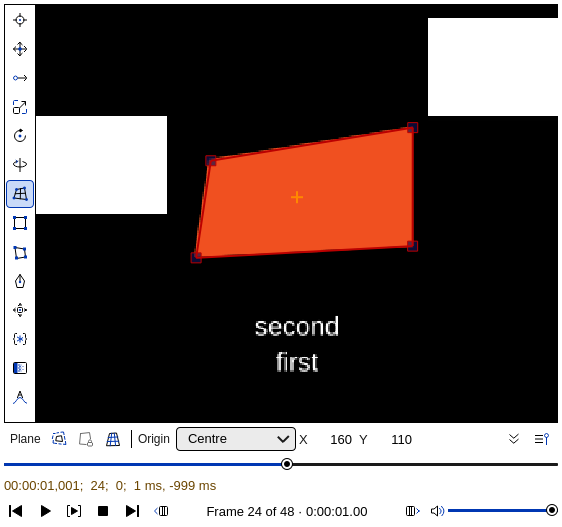 second
first
Plane
Origin
Centre
X
160
Y
110
00:00:01,001; 24; 0; 1 ms, -999 ms
Frame 24 of 48 · 0:00:01.00